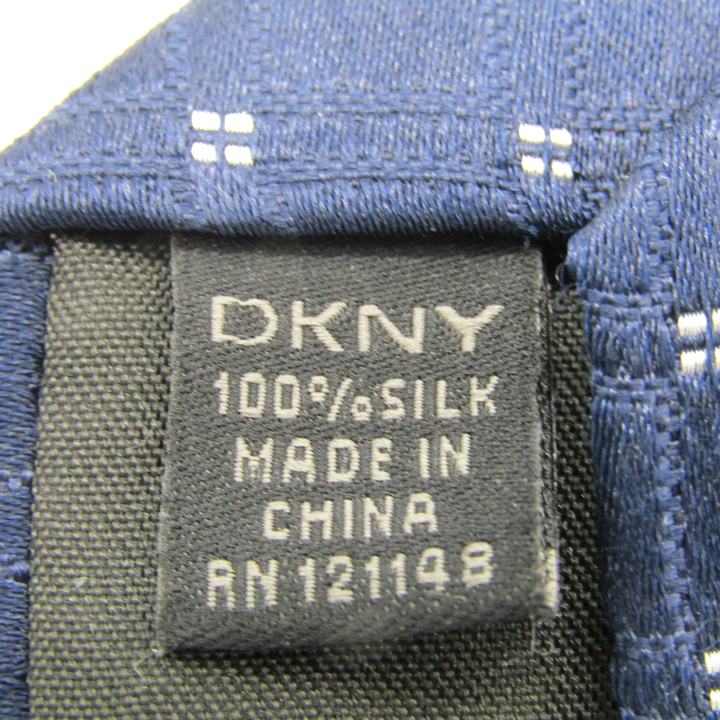 DKNY
100%SILK
MADE IN
CHINA
RN 121148